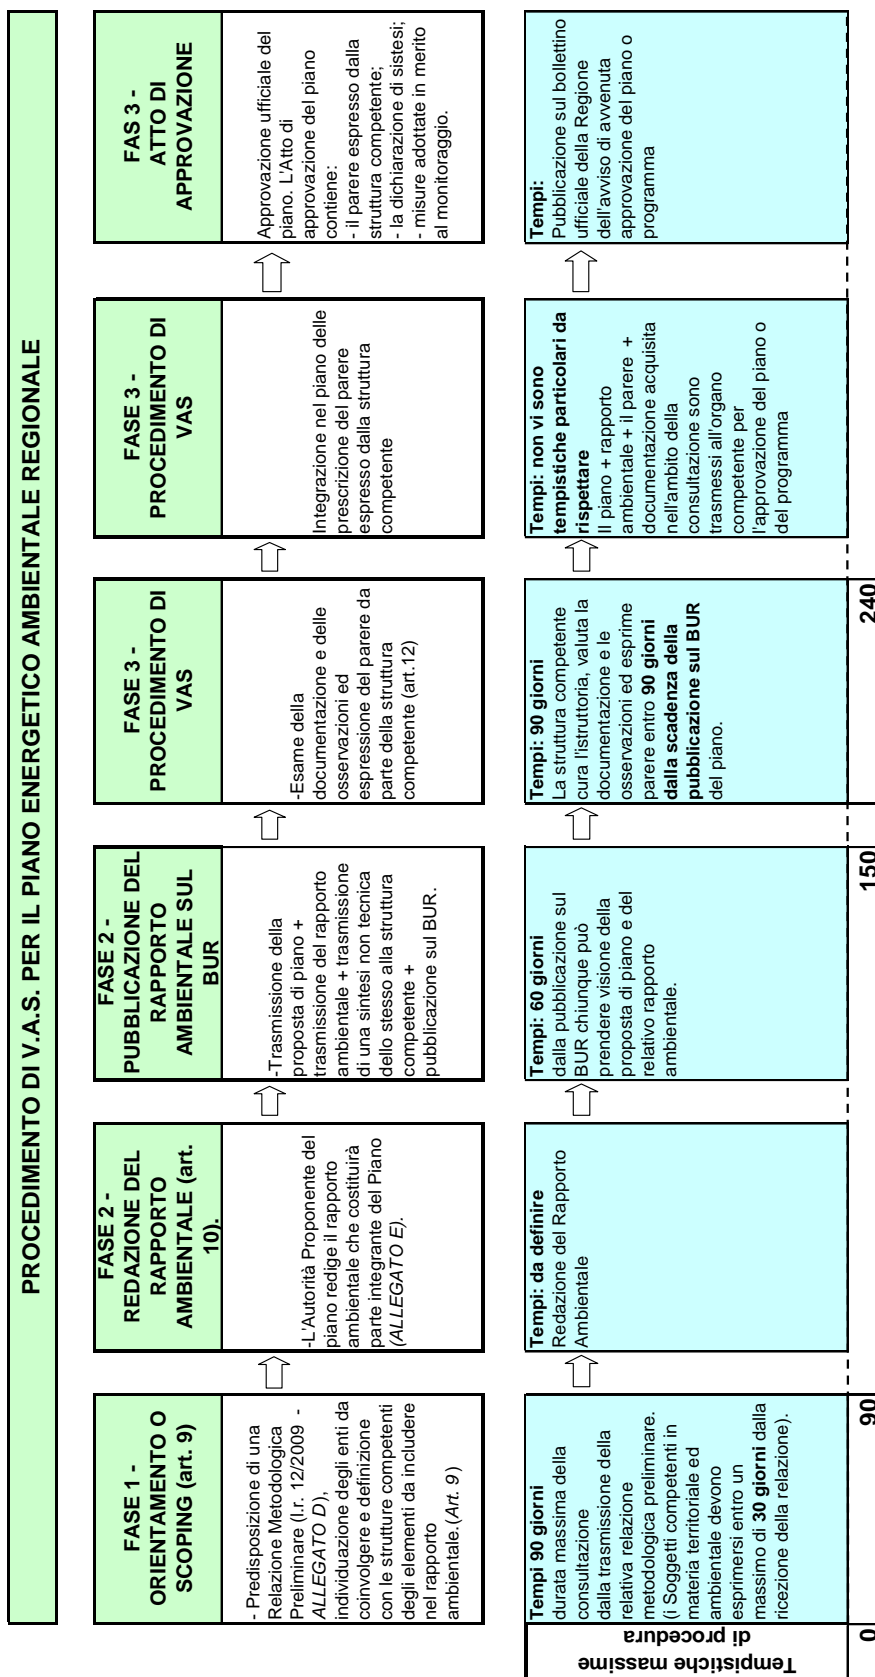 PROCEDIMENTO DI V.A.S. PER IL PIANO ENERGETICO AMBIENTALE REGIONALE
FASE 1 -
ORIENTAMENTO O
SCOPING (art. 9)
FASE 2 -
REDAZIONE DEL
RAPPORTO
AMBIENTALE (art.
10).
FASE 2 -
PUBBLICAZIONE DEL
RAPPORTO
AMBIENTALE SUL
BUR
FASE 3 -
PROCEDIMENTO DI
VAS
FASE 3 -
PROCEDIMENTO DI
VAS
FAS 3 -
ATTO DI
APPROVAZIONE
- Predisposizione di una
Relazione Metodologica
Preliminare (l.r. 12/2009 -
ALLEGATO D),
individuazione degli enti da
coinvolgere e definizione
con le strutture competenti
degli elementi da includere
nel rapporto
ambientale.(Art. 9)
-L'Autorità Proponente del
piano redige il rapporto
ambientale che costituirà
parte integrante del Piano
(ALLEGATO E).
-Trasmissione della
proposta di piano +
trasmissione del rapporto
ambientale + trasmissione
di una sintesi non tecnica
dello stesso alla struttura
competente +
pubblicazione sul BUR.
-Esame della
documentazione e delle
osservazioni ed
espressione del parere da
parte della struttura
competente (art.12)
Integrazione nel piano delle
prescrizione del parere
espresso dalla struttura
competente
Approvazione ufficiale del
piano. L'Atto di
approvazione del piano
contiene:
- il parere espresso dalla
struttura competente;
- la dichiarazione di sistesi;
- misure adottate in merito
al monitoraggio.
Tempistiche massime
di procedura
Tempi 90 giorni
durata massima della
consultazione
dalla trasmissione della
relativa relazione
metodologica preliminare.
(i Soggetti competenti in
materia territoriale ed
ambientale devono
esprimersi entro un
massimo di 30 giorni dalla
ricezione della relazione).
Tempi: da definire
Redazione del Rapporto
Ambientale
Tempi: 60 giorni
dalla pubblicazione sul
BUR chiunque può
prendere visione della
proposta di piano e del
relativo rapporto
ambientale.
Tempi: 90 giorni
La struttura competente
cura l'istruttoria, valuta la
documentazione e le
osservazioni ed esprime
parere entro 90 giorni
dalla scadenza della
pubblicazione sul BUR
del piano.
Tempi: non vi sono
tempistiche particolari da
rispettare
Il piano + rapporto
ambientale + il parere +
documentazione acquisita
nell'ambito della
consultazione sono
trasmessi all'organo
competente per
l'approvazione del piano o
del programma
Tempi:
Pubblicazione sul bollettino
ufficiale della Regione
dell'avviso di avvenuta
approvazione del piano o
programma
0
90
150
240